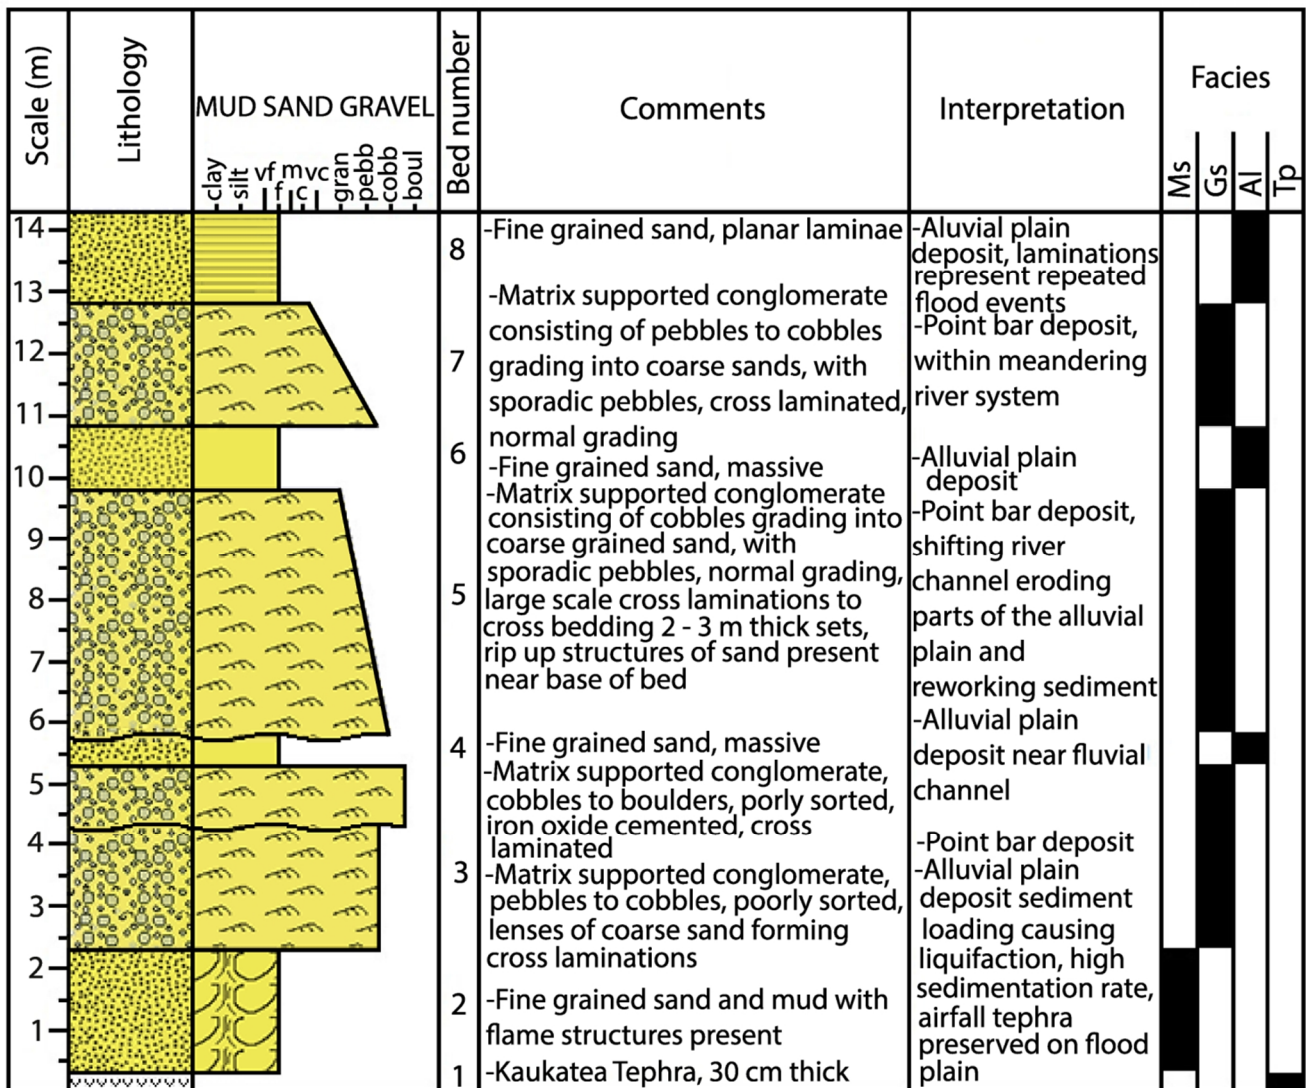 Scale (m)
Lithology
MUD SAND GRAVEL
clay
silt
vf
f
m
c
vc
gran
pebb
cobb
boul
Bed number
Comments
Interpretation
Facies
Ms
Gs
Al
Tp
14
13
12
11
10
9
8
7
6
5
4
3
2
1
8
7
6
5
4
3
2
1
-Fine grained sand, planar laminae
-Matrix supported conglomerate
consisting of pebbles to cobbles
grading into coarse sands, with
sporadic pebbles, cross laminated,
normal grading
-Fine grained sand, massive
-Matrix supported conglomerate
consisting of cobbles grading into
coarse grained sand, with
sporadic pebbles, normal grading,
large scale cross laminations to
cross bedding 2 - 3 m thick sets,
rip up structures of sand present
near base of bed
-Fine grained sand, massive
-Matrix supported conglomerate,
cobbles to boulders, porly sorted,
iron oxide cemented, cross
laminated
-Matrix supported conglomerate,
pebbles to cobbles, poorly sorted,
lenses of coarse sand forming
cross laminations
-Fine grained sand and mud with
flame structures present
-Kaukatea Tephra, 30 cm thick
-Aluvial plain
deposit, laminations
represent repeated
flood events
-Point bar deposit,
within meandering
river system
-Alluvial plain
deposit
-Point bar deposit,
shifting river
channel eroding
parts of the alluvial
plain and
reworking sediment
-Alluvial plain
deposit near fluvial
channel
-Point bar deposit
-Alluvial plain
deposit sediment
loading causing
liquifaction, high
sedimentation rate,
airfall tephra
preserved on flood
plain